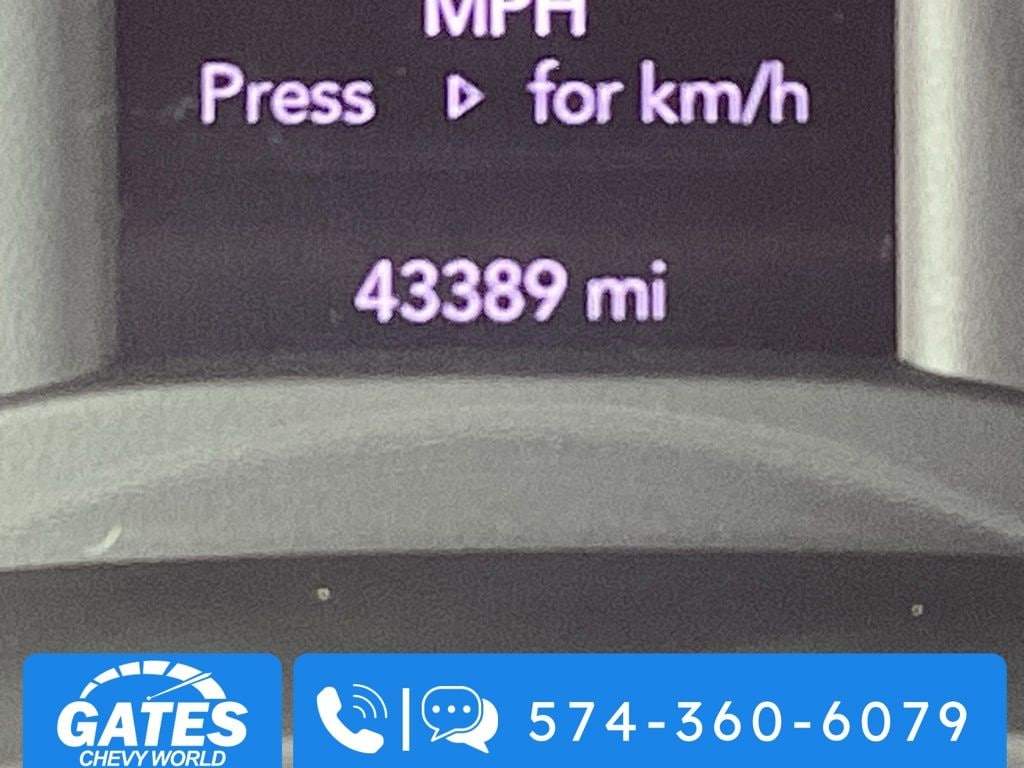 MPH
Press ▷ for km/h
43389 mi
GATES
CHEVY WORLD
574-360-6079